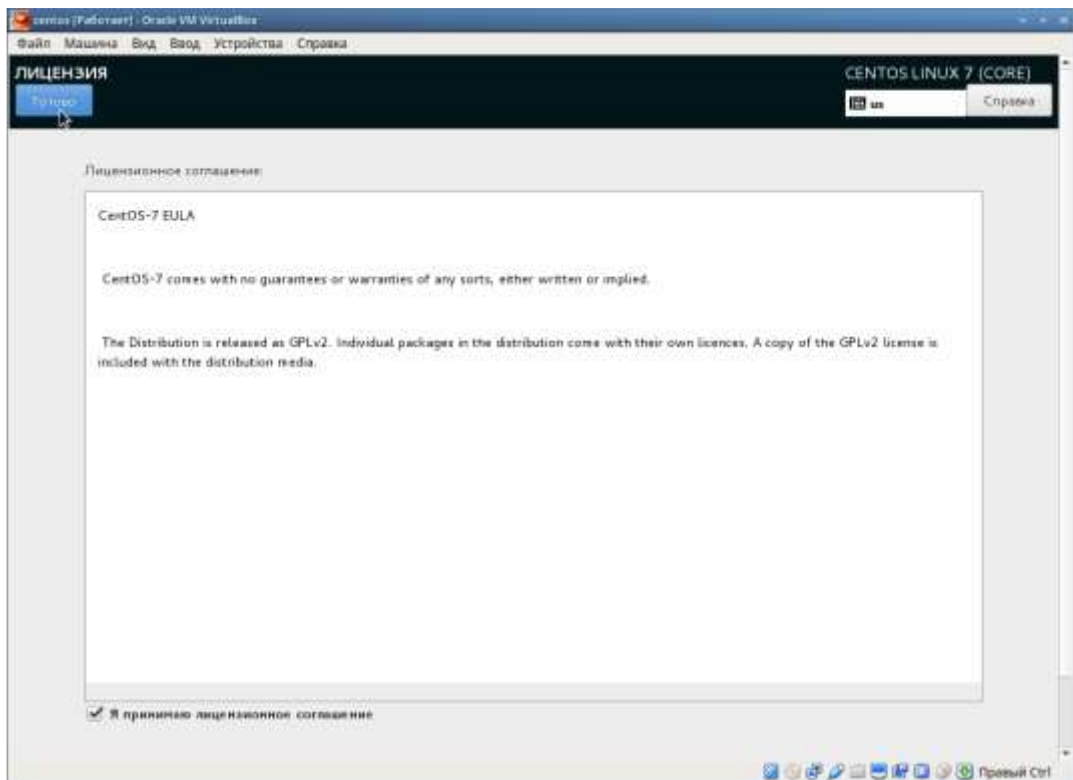 centos [Работает] - Oracle VM VirtualBox
Файл Машина Вид Ввод Устройства Справка
ЛИЦЕНЗИЯ
CENTOS LINUX 7 (CORE)
Готово
us
Справка
Лицензионное соглашение:
CentOS-7 EULA
CentOS-7 comes with no guarantees or warranties of any sorts, either written or implied.
The Distribution is released as GPLv2. Individual packages in the distribution come with their own licences. A copy of the GPLv2 license is
included with the distribution media.
Я принимаю лицензионное соглашение
Правый Ctrl